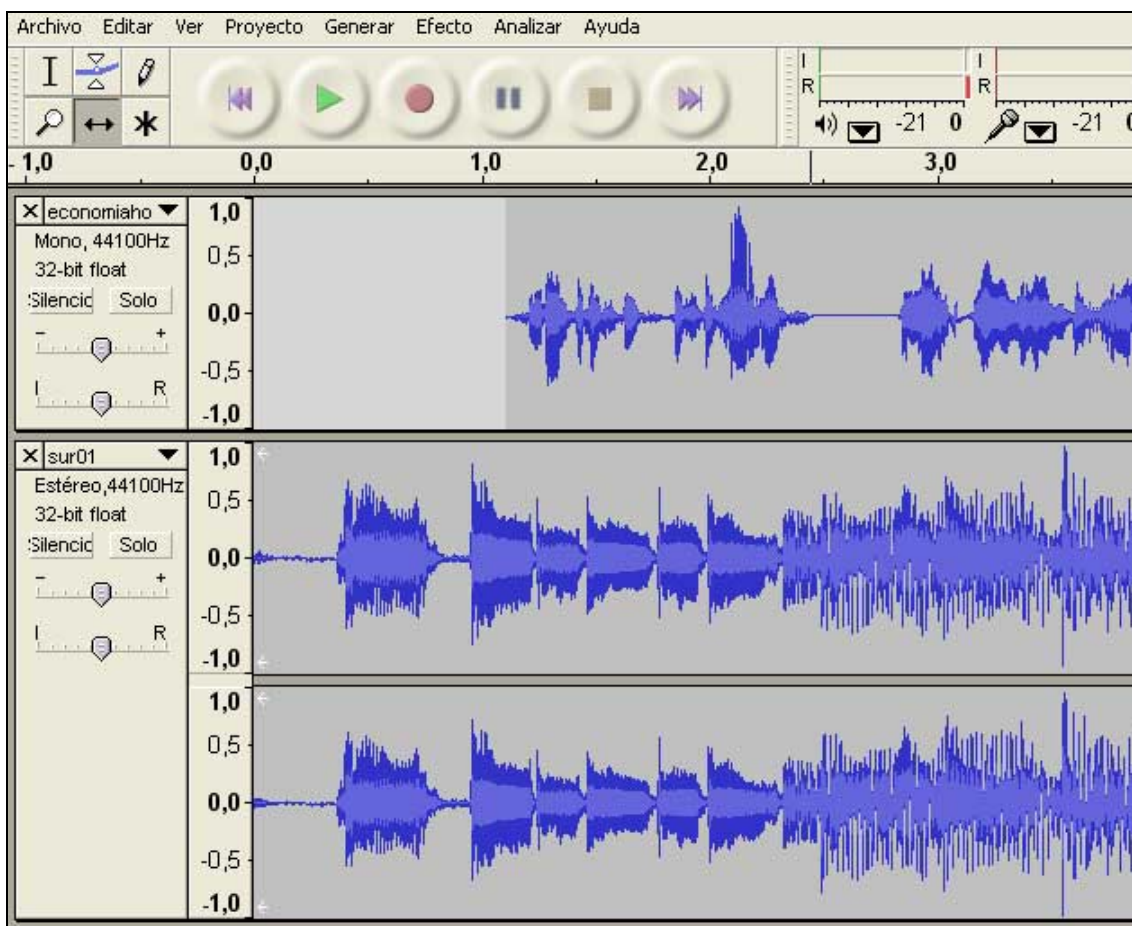 Archivo Editar Ver Proyecto Generar Efecto Analizar Ayuda
I I
R R
-21 0 -21 0
-1,0 0,0 1,0 2,0 3,0
X economiaho
Mono, 44100Hz
32-bit float
Silencio Solo
- +
I R
1,0
0,5
0,0
-0,5
-1,0
X sur01
Estéreo,44100Hz
32-bit float
Silencio Solo
- +
I R
1,0
0,5
0,0
-0,5
-1,0
1,0
0,5
0,0
-0,5
-1,0